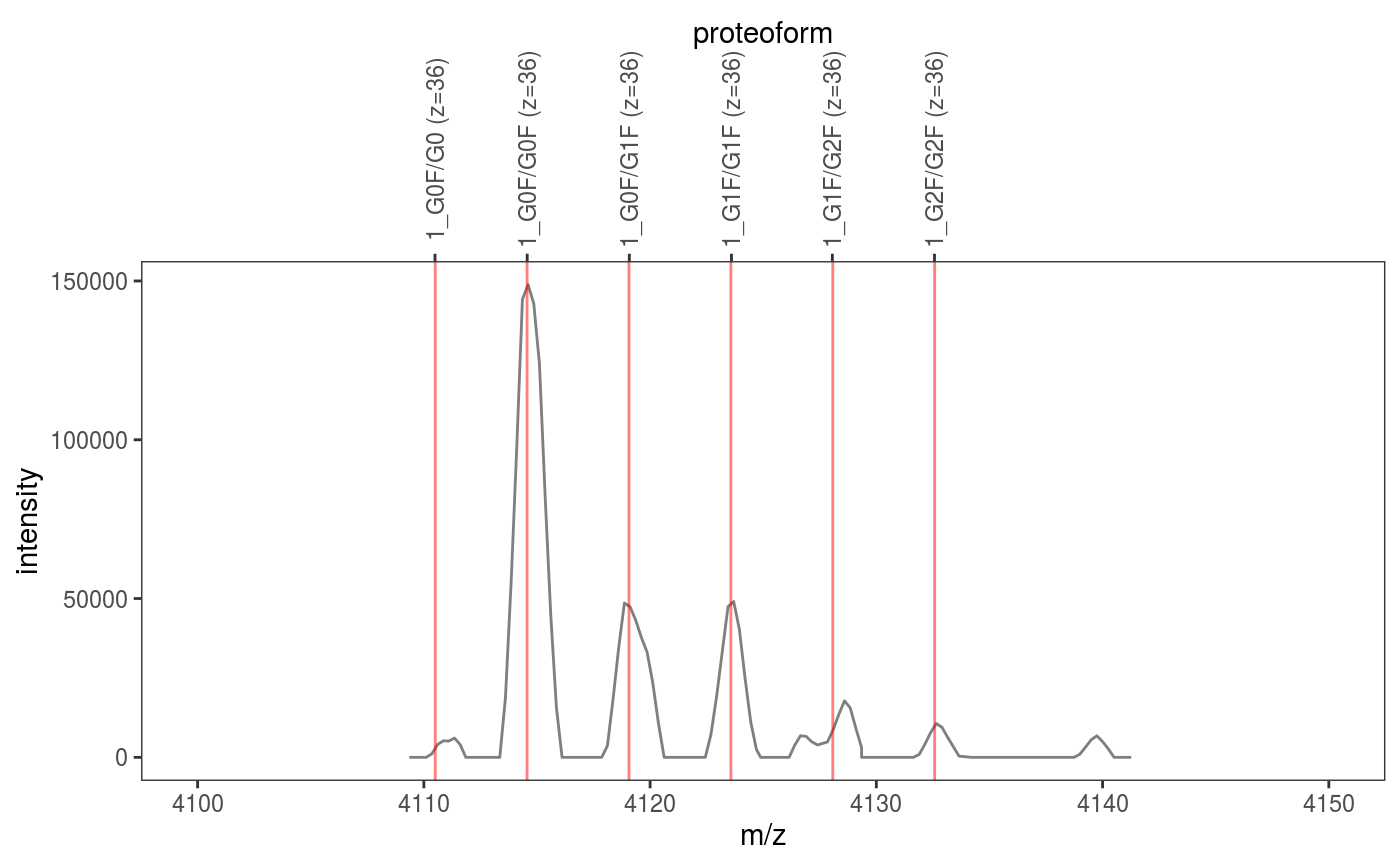 proteoform
1_G0F/G0 (z=36)
1_G0F/G0F (z=36)
1_G0F/G1F (z=36)
1_G1F/G1F (z=36)
1_G1F/G2F (z=36)
1_G2F/G2F (z=36)
150000
100000
50000
0
intensity
4100 4110 4120 4130 4140 4150
m/z